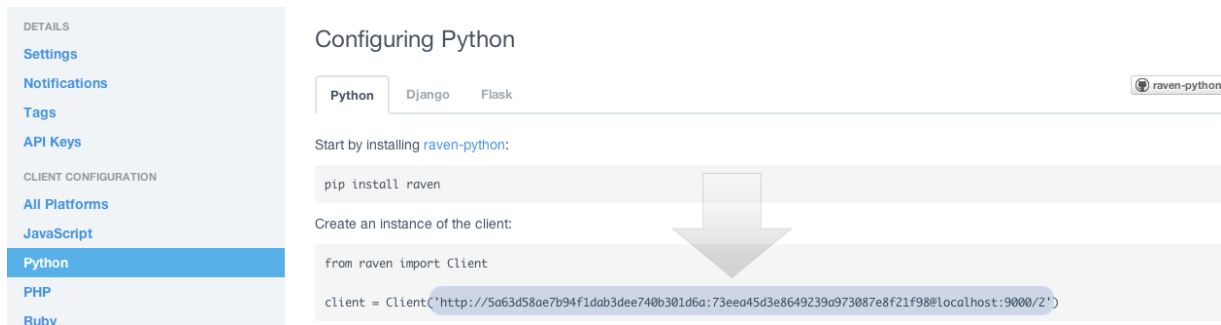 DETAILS
Settings
Notifications
Tags
API Keys
CLIENT CONFIGURATION
All Platforms
JavaScript
Python
PHP
Ruby
Configuring Python
Python Django Flask
raven-python
Start by installing raven-python:
pip install raven
Create an instance of the client:
from raven import Client
client = Client('http://5a63d58ae7b94f1dab3dee740b301d6a:73eea45d3e8649239a973087e8f21f98@localhost:9000/2')